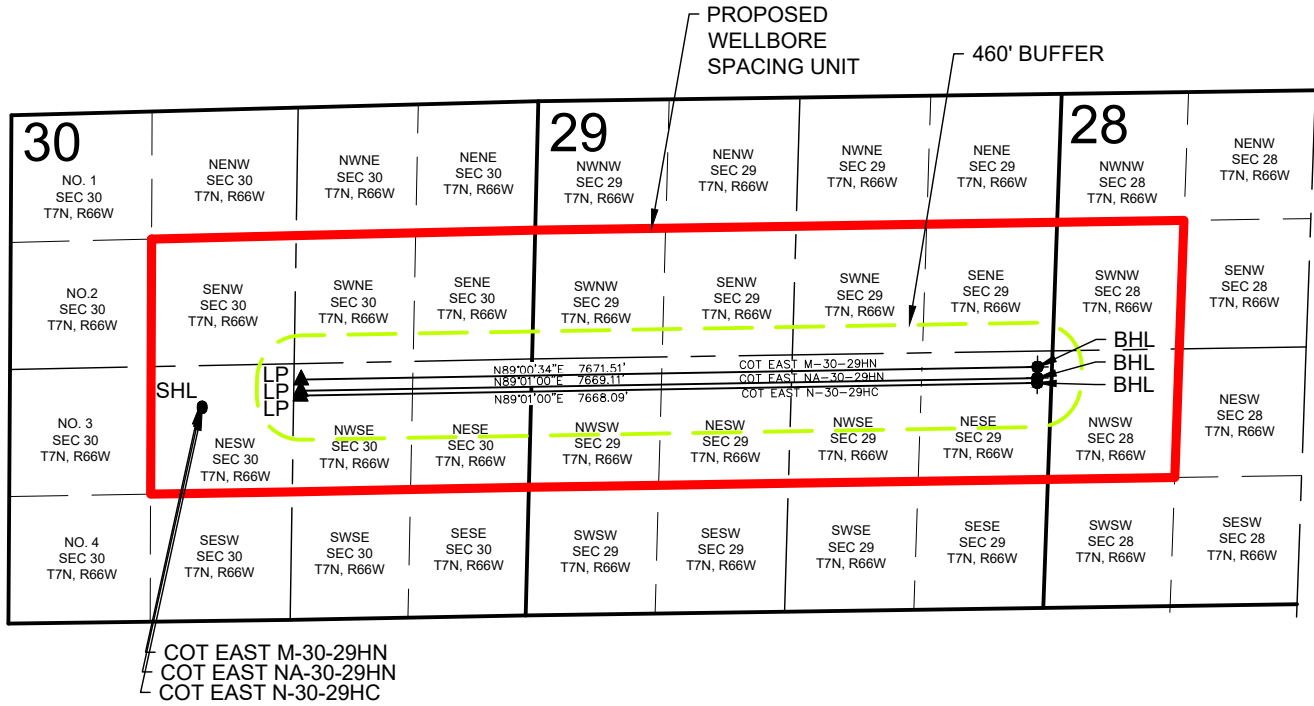 PROPOSED
WELLBORE
SPACING UNIT
460' BUFFER
30
29
28
NO. 1
SEC 30
T7N, R66W
NENW
SEC 30
T7N, R66W
NWNE
SEC 30
T7N, R66W
NENE
SEC 30
T7N, R66W
NWNW
SEC 29
T7N, R66W
NENW
SEC 29
T7N, R66W
NWNE
SEC 29
T7N, R66W
NENE
SEC 29
T7N, R66W
NWNW
SEC 28
T7N, R66W
NENW
SEC 28
T7N, R66W
NO.2
SEC 30
T7N, R66W
SENW
SEC 30
T7N, R66W
SWNE
SEC 30
T7N, R66W
SENE
SEC 30
T7N, R66W
SWNW
SEC 29
T7N, R66W
SENW
SEC 29
T7N, R66W
SWNE
SEC 29
T7N, R66W
SENE
SEC 29
T7N, R66W
SWNW
SEC 28
T7N, R66W
SENW
SEC 28
T7N, R66W
SHL
LP
LP
LP
N89°00'34"E 7671.51' COT EAST M-30-29HN
N89°01'00"E 7669.11' COT EAST NA-30-29HN
N89°01'00"E 7668.09' COT EAST N-30-29HC
BHL
BHL
BHL
NO. 3
SEC 30
T7N, R66W
NESW
SEC 30
T7N, R66W
NWSE
SEC 30
T7N, R66W
NESE
SEC 30
T7N, R66W
NWSW
SEC 29
T7N, R66W
NESW
SEC 29
T7N, R66W
NWSE
SEC 29
T7N, R66W
NESE
SEC 29
T7N, R66W
NWSW
SEC 28
T7N, R66W
NESW
SEC 28
T7N, R66W
NO. 4
SEC 30
T7N, R66W
SESW
SEC 30
T7N, R66W
SWSE
SEC 30
T7N, R66W
SESE
SEC 30
T7N, R66W
SWSW
SEC 29
T7N, R66W
SESW
SEC 29
T7N, R66W
SWSE
SEC 29
T7N, R66W
SESE
SEC 29
T7N, R66W
SWSW
SEC 28
T7N, R66W
SESW
SEC 28
T7N, R66W
COT EAST M-30-29HN
COT EAST NA-30-29HN
COT EAST N-30-29HC